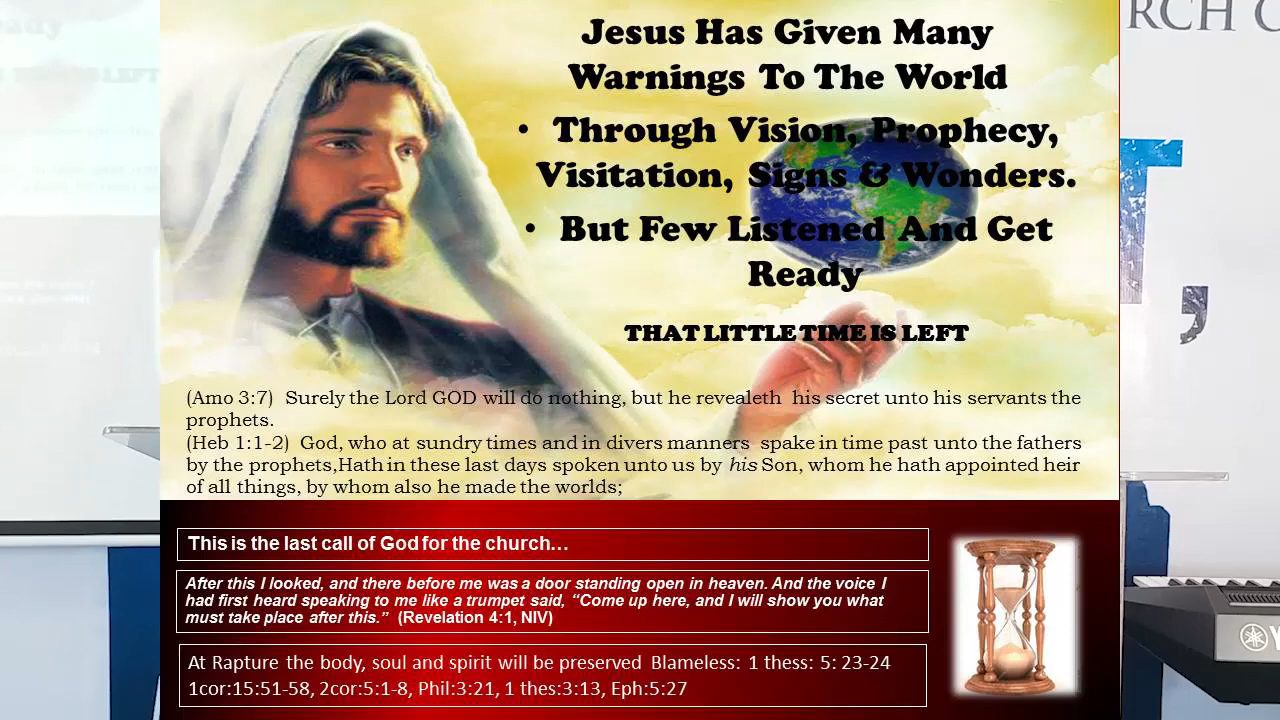 Jesus Has Given Many
Warnings To The World
• Through Vision, Prophecy,
Visitation, Signs & Wonders.
• But Few Listened And Get
Ready
THAT LITTLE TIME IS LEFT
(Amo 3:7) Surely the Lord GOD will do nothing, but he revealeth his secret unto his servants the
prophets.
(Heb 1:1-2) God, who at sundry times and in divers manners spake in time past unto the fathers
by the prophets,Hath in these last days spoken unto us by his Son, whom he hath appointed heir
of all things, by whom also he made the worlds;
This is the last call of God for the church…
After this I looked, and there before me was a door standing open in heaven. And the voice I
had first heard speaking to me like a trumpet said, “Come up here, and I will show you what
must take place after this.” (Revelation 4:1, NIV)
At Rapture the body, soul and spirit will be preserved Blameless: 1 thess: 5: 23-24
1cor:15:51-58, 2cor:5:1-8, Phil:3:21, 1 thes:3:13, Eph:5:27
RCH C
T,